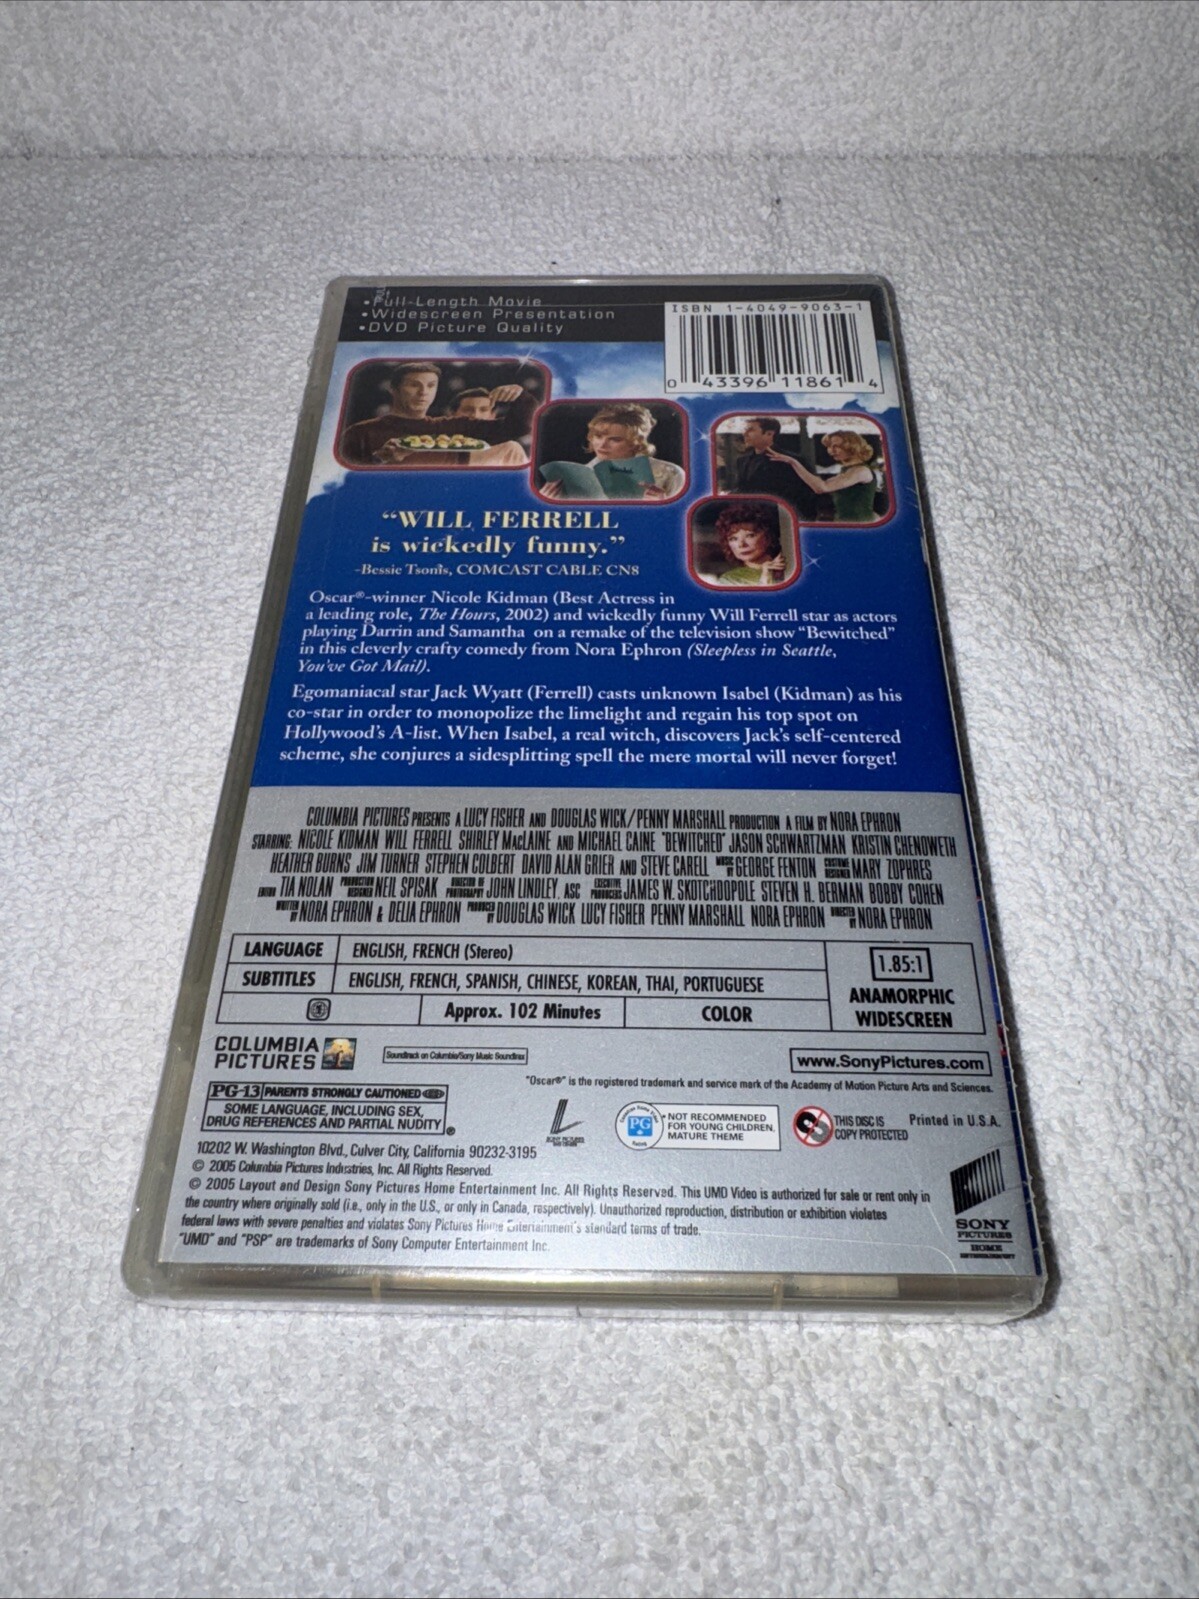 •Full-Length Movie
•Widescreen Presentation
•DVD Picture Quality
ISBN 1-4049-9063-1
0 43396 11861 4
“WILL FERRELL
is wickedly funny.”
-Bessie Tsonis, COMCAST CABLE CN8
Oscar®-winner Nicole Kidman (Best Actress in
a leading role, The Hours, 2002) and wickedly funny Will Ferrell star as actors
playing Darrin and Samantha on a remake of the television show “Bewitched”
in this cleverly crafty comedy from Nora Ephron (Sleepless in Seattle,
You've Got Mail).
Egomaniacal star Jack Wyatt (Ferrell) casts unknown Isabel (Kidman) as his
co-star in order to monopolize the limelight and regain his top spot on
Hollywood's A-list. When Isabel, a real witch, discovers Jack's self-centered
scheme, she conjures a sidesplitting spell the mere mortal will never forget!
COLUMBIA PICTURES PRESENTS A LUCY FISHER AND DOUGLAS WICK/PENNY MARSHALL PRODUCTION A FILM BY NORA EPHRON
STARRING: NICOLE KIDMAN WILL FERRELL SHIRLEY MacLAINE AND MICHAEL CAINE "BEWITCHED" JASON SCHWARTZMAN KRISTIN CHENOWETH
HEATHER BURNS JIM TURNER STEPHEN COLBERT DAVID ALAN GRIER AND STEVE CARELL MUSIC BY GEORGE FENTON COSTUME DESIGNER MARY ZOPHRES
EDITOR TIA NOLAN PRODUCTION DESIGNER NEIL SPISAK DIRECTOR OF PHOTOGRAPHY JOHN LINDLEY, ASC EXECUTIVE PRODUCERS JAMES W. SKOTCHDOPOLE STEVEN H. BERMAN BOBBY COHEN
WRITTEN BY NORA EPHRON & DELIA EPHRON PRODUCED BY DOUGLAS WICK LUCY FISHER PENNY MARSHALL NORA EPHRON DIRECTED BY NORA EPHRON
LANGUAGE ENGLISH, FRENCH (Stereo)
SUBTITLES ENGLISH, FRENCH, SPANISH, CHINESE, KOREAN, THAI, PORTUGUESE
1 Approx. 102 Minutes COLOR
1.85:1
ANAMORPHIC
WIDESCREEN
COLUMBIA
PICTURES
Soundtrack on Columbia/Sony Music Soundtrax
www.SonyPictures.com
"Oscar®" is the registered trademark and service mark of the Academy of Motion Picture Arts and Sciences.
PG-13 PARENTS STRONGLY CAUTIONED
SOME LANGUAGE, INCLUDING SEX,
DRUG REFERENCES AND PARTIAL NUDITY
®
SONY PICTURES
PG
NOT RECOMMENDED
FOR YOUNG CHILDREN,
MATURE THEME
THIS DISC IS
COPY PROTECTED
Printed in U.S.A.
10202 W. Washington Blvd., Culver City, California 90232-3195
© 2005 Columbia Pictures Industries, Inc. All Rights Reserved.
© 2005 Layout and Design Sony Pictures Home Entertainment Inc. All Rights Reserved. This UMD Video is authorized for sale or rent only in
the country where originally sold (i.e., only in the U.S., or only in Canada, respectively). Unauthorized reproduction, distribution or exhibition violates
federal laws with severe penalties and violates Sony Pictures Home Entertainment's standard terms of trade.
"UMD" and "PSP" are trademarks of Sony Computer Entertainment Inc.
SONY
PICTURES
HOME
ENTERTAINMENT